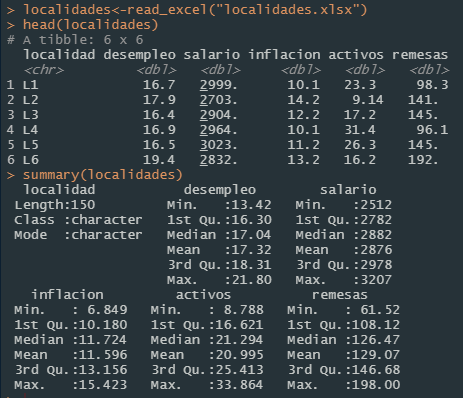 > localidades<-read_excel("localidades.xlsx")
> head(localidades)
# A tibble: 6 x 6
  localidad desempleo salario inflacion activos remesas
  <chr>         <dbl>   <dbl>     <dbl>   <dbl>   <dbl>
1 L1             16.7   2999.      10.1   23.3     98.3
2 L2             17.9   2703.      14.2    9.14   141.
3 L3             16.4   2904.      12.2   17.2    145.
4 L4             16.9   2964.      10.1   31.4     96.1
5 L5             16.5   3023.      11.2   26.3    145.
6 L6             19.4   2832.      13.2   16.2    192.
> summary(localidades)
  localidad           desempleo        salario
 Length:150         Min.   :13.42   Min.   :2512
 Class :character   1st Qu.:16.30   1st Qu.:2782
 Mode  :character   Median :17.04   Median :2882
                    Mean   :17.32   Mean   :2876
                    3rd Qu.:18.31   3rd Qu.:2978
                    Max.   :21.80   Max.   :3207
   inflacion         activos          remesas
 Min.   : 6.849   Min.   : 8.788   Min.   : 61.52
 1st Qu.:10.180   1st Qu.:16.621   1st Qu.:108.12
 Median :11.724   Median :21.294   Median :126.47
 Mean   :11.596   Mean   :20.995   Mean   :129.07
 3rd Qu.:13.156   3rd Qu.:25.413   3rd Qu.:146.68
 Max.   :15.423   Max.   :33.864   Max.   :198.00